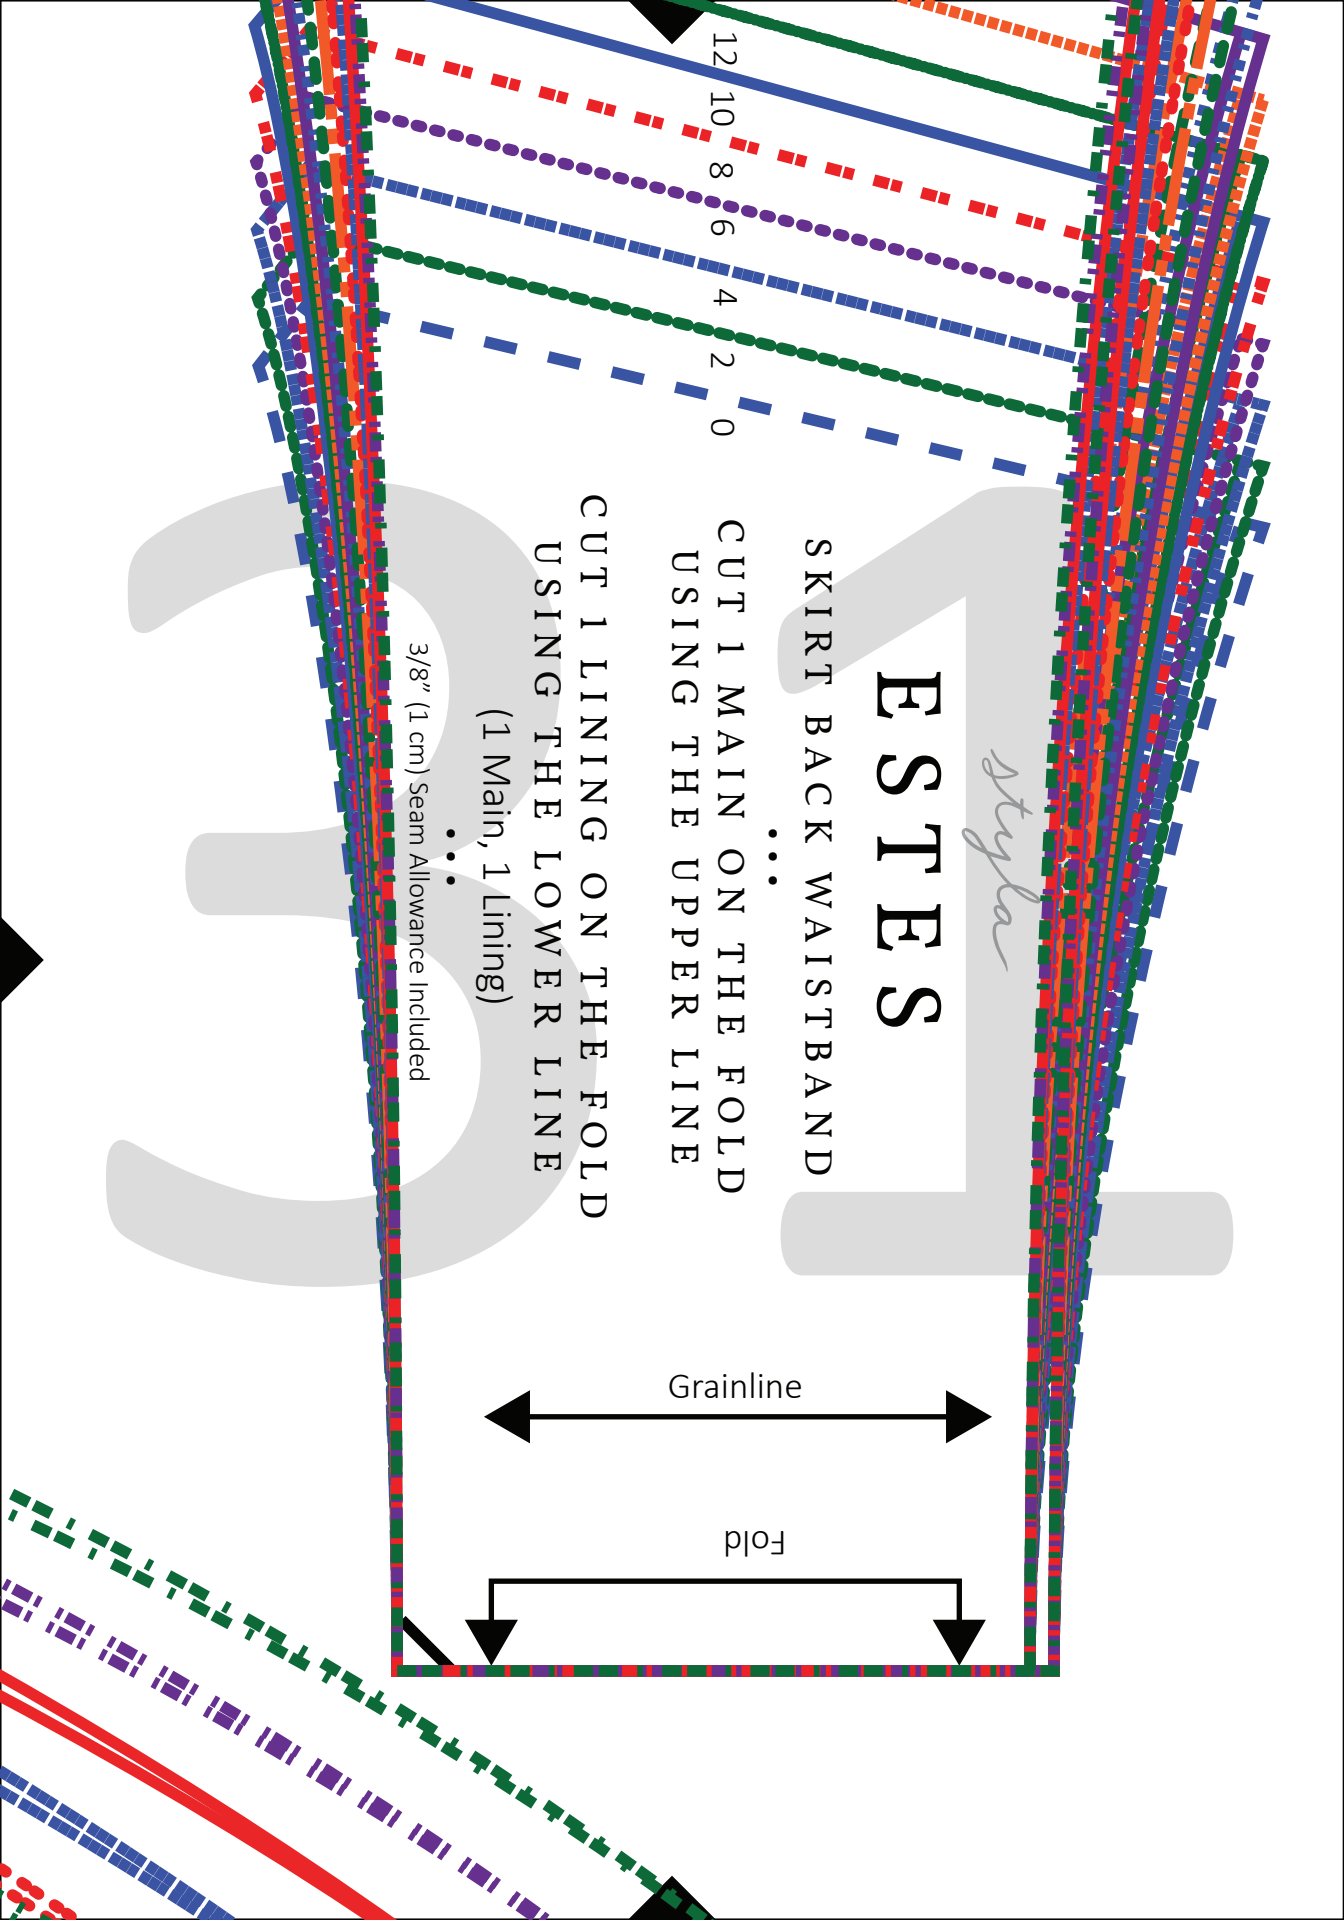 31
styla
ESTES
SKIRT BACK WAISTBAND
CUT 1 MAIN ON THE FOLD
USING THE UPPER LINE
CUT 1 LINING ON THE FOLD
USING THE LOWER LINE
(1 Main, 1 Lining)
3/8” (1 cm) Seam Allowance Included
12
10
8
6
4
2
0
Grainline
Fold